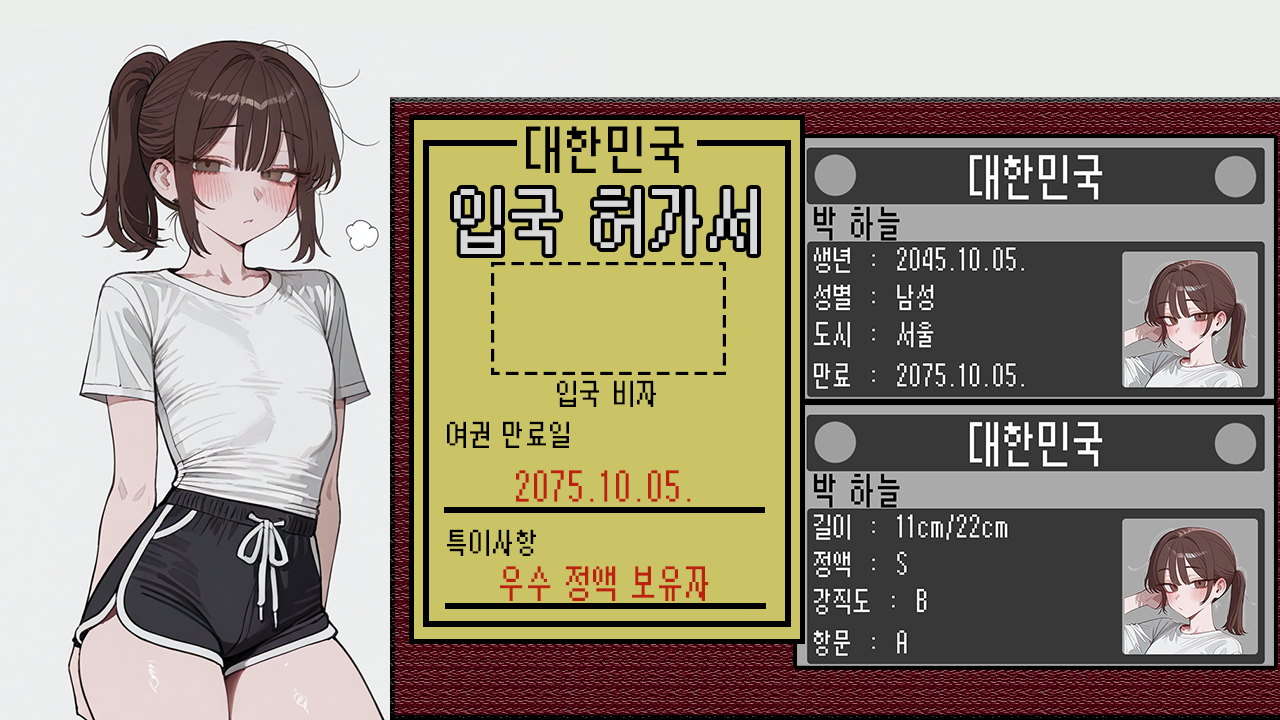 대한민국
입국 허가서
입국 비자
여권 만료일
2075.10.05.
특이사항
우수 정액 보유자
대한민국
박 하늘
생년 : 2045.10.05.
성별 : 남성
도시 : 서울
만료 : 2075.10.05.
대한민국
박 하늘
길이 : 11cm/22cm
정액 : S
강직도 : B
항문 : A